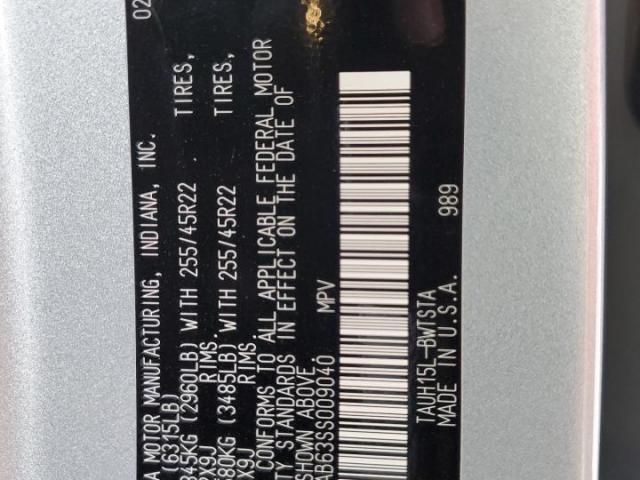 02
A MOTOR MANUFACTURING, INDIANA, INC.
(6315LB)
345KG (2960LB) WITH 255/45R22 TIRES,
2X9J RIMS
580KG (3485LB) WITH 255/45R22 TIRES,
X9J RIMS
CONFORMS TO ALL APPLICABLE FEDERAL MOTOR
TY STANDARDS IN EFFECT ON THE DATE OF
SHOWN ABOVE.
AB63SS009040 MPV
TAUH15L-BWTSTA 989
MADE IN U.S.A.